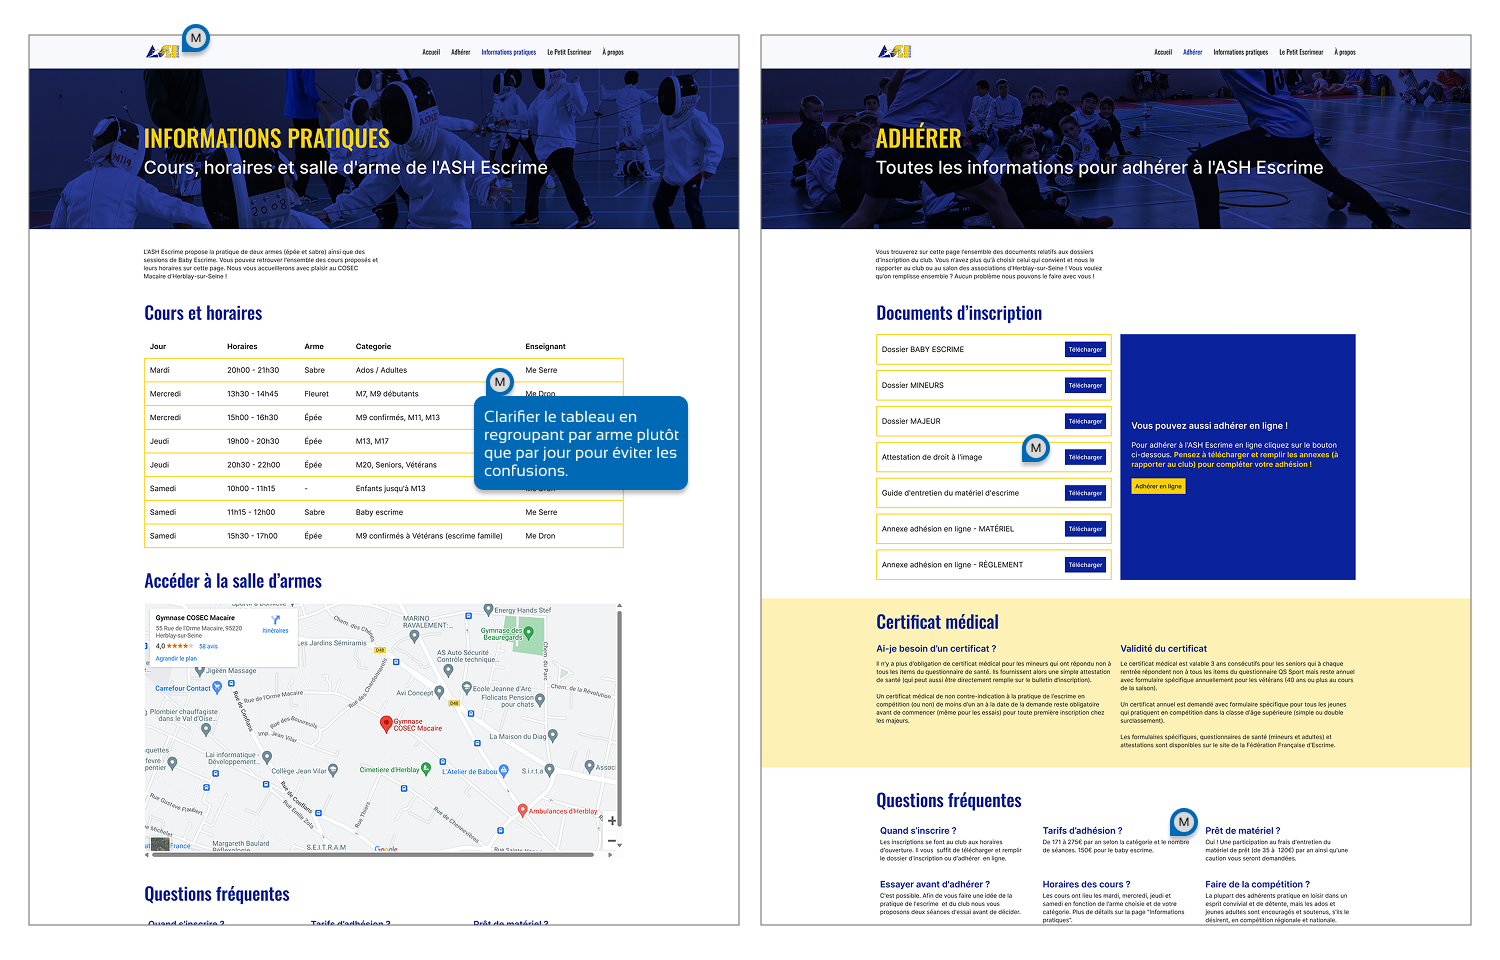 M
ASH
Accueil Adhérer Informations pratiques Le Petit Escrimeur À propos
INFORMATIONS PRATIQUES
Cours, horaires et salle d'arme de l'ASH Escrime
L'ASH Escrime propose la pratique de deux armes (épée et sabre) ainsi que des
sessions de Baby Escrime. Vous pouvez retrouver l'ensemble des cours proposés et
leurs horaires sur cette page. Nous vous accueillerons avec plaisir au COSEC
Macaire d'Herblay-sur-Seine !
Cours et horaires
Jour Horaires Arme Categorie Enseignant
Mardi 20h00 - 21h30 Sabre Ados / Adultes Me Serre
Mercredi 13h30 - 14h45 Fleuret M7, M9 débutants Me Dron
Mercredi 15h00 - 16h30 Épée M9 confirmés, M11, M13
Jeudi 19h00 - 20h30 Épée M13, M17
Jeudi 20h30 - 22h00 Épée M20, Seniors, Vétérans
Samedi 10h00 - 11h15 - Enfants jusqu'à M13 Me Dron
Samedi 11h15 - 12h00 Sabre Baby escrime Me Serre
Samedi 15h30 - 17h00 Épée M9 confirmés à Vétérans (escrime famille) Me Dron
M
Clarifier le tableau en
regroupant par arme plutôt
que par jour pour éviter les
confusions.
Accéder à la salle d'armes
Gymnase COSEC Macaire
55 Rue de l'Orme Macaire, 95220
Herblay-sur-Seine
Itinéraires
4,0 58 avis
Agrandir le plan
Energy Hands Stef
MARINO
RAVALEMENT:...
Chem. des Chênes
Gymnase des
Beauregards
Les Jardins Sémiramis
D48
AS Auto Sécurité
Contrôle technique...
Chem. du Parc
Jigéén Massage
Rue des Chardonnerets
Carrefour Contact
Rue de l'Orme Macaire
Avi Concept
Ecole Jeanne d'Arc
Chem. de la Révolution
Flolicats Pension
pour chats
D48
Plombier chauffagiste
dans le Val d'Oise...
Rue des Bouvreuils
Imp. Jean Vilar
Gymnase
COSEC Macaire
La Maison du Diag
Lai informatique -
Développement...
Collège Jean Vilar
Cimetiere d'Herblay
L'Atelier de Babou
S.i.r.t.a
Associ
Rue de Conflans
Rue Gustave Flaubert
Rue Emile Zola
Rue Thiers
Rue de Chennevières
Ambulances d'Herblay
Margareth Baulard
Réflexologie
S.E.I.T.R.A.M
Google
France
Questions fréquentes
Quand s'inscrire ? Tarifs d'adhésion ? Prêt de matériel ?
ASH
Accueil Adhérer Informations pratiques Le Petit Escrimeur À propos
ADHÉRER
Toutes les informations pour adhérer à l'ASH Escrime
Vous trouverez sur cette page l'ensemble des documents relatifs aux dossiers
d'inscription du club. Vous n'avez plus qu'à choisir celui qui convient et nous le
rapporter au club ou au salon des associations d'Herblay-sur-Seine ! Vous voulez
qu'on remplisse ensemble ? Aucun problème nous pouvons le faire avec vous !
Documents d'inscription
Dossier BABY ESCRIME Télécharger
Dossier MINEURS Télécharger
Dossier MAJEUR Télécharger
M
Attestation de droit à l'image Télécharger
Guide d'entretien du matériel d'escrime Télécharger
Annexe adhésion en ligne - MATÉRIEL Télécharger
Annexe adhésion en ligne - RÈGLEMENT Télécharger
Vous pouvez aussi adhérer en ligne !
Pour adhérer à l'ASH Escrime en ligne cliquez sur le bouton
ci-dessous. Pensez à télécharger et remplir les annexes (à
rapporter au club) pour compléter votre adhésion !
Adhérer en ligne
Certificat médical
Ai-je besoin d'un certificat ?
Il n'y a plus d'obligation de certificat médical pour les mineurs qui ont répondu non à
tous les items du questionnaire de santé. Ils fournissent alors une simple attestation
de santé (qui peut aussi être directement remplie sur le bulletin d'inscription).
Un certificat médical de non contre-indication à la pratique de l'escrime en
compétition (ou non) de moins d'un an à la date de la demande reste obligatoire
avant de commencer (même pour les essais) pour toute première inscription chez
les majeurs.
Validité du certificat
Le certificat médical est valable 3 ans consécutifs pour les seniors qui à chaque
rentrée répondent non à tous les items du questionnaire QS Sport mais reste annuel
avec formulaire spécifique annuellement pour les vétérans (40 ans ou plus au cours
de la saison).
Un certificat annuel est demandé avec formulaire spécifique pour tous les jeunes
qui pratiquent en compétition dans la classe d'âge supérieure (simple ou double
surclassement).
Les formulaires spécifiques, questionnaires de santé (mineurs et adultes) et
attestations sont disponibles sur le site de la Fédération Française d'Escrime.
Questions fréquentes
M
Quand s'inscrire ?
Les inscriptions se font au club aux horaires
d'ouverture. Il vous suffit de télécharger et remplir
le dossier d'inscription ou d'adhérer en ligne.
Tarifs d'adhésion ?
De 171 à 275€ par an selon la catégorie et le nombre
de séances. 150€ pour le baby escrime.
Prêt de matériel ?
Oui ! Une participation au frais d'entretien du
matériel de prêt (de 35 à 120€) par an ainsi qu'une
caution vous seront demandées.
Essayer avant d'adhérer ?
C'est possible. Afin de vous faire une idée de la
pratique de l'escrime et du club nous vous
proposons deux séances d'essai avant de décider.
Horaires des cours ?
Les cours ont lieu les mardi, mercredi, jeudi et
samedi en fonction de l'arme choisie et de votre
catégorie. Plus de détails sur la page "Informations
pratiques".
Faire de la compétition ?
La plupart des adhérents pratique en loisir dans un
esprit convivial et de détente, mais les ados et
jeunes adultes sont encouragés et soutenus, s'ils le
désirent, en compétition régionale et nationale.